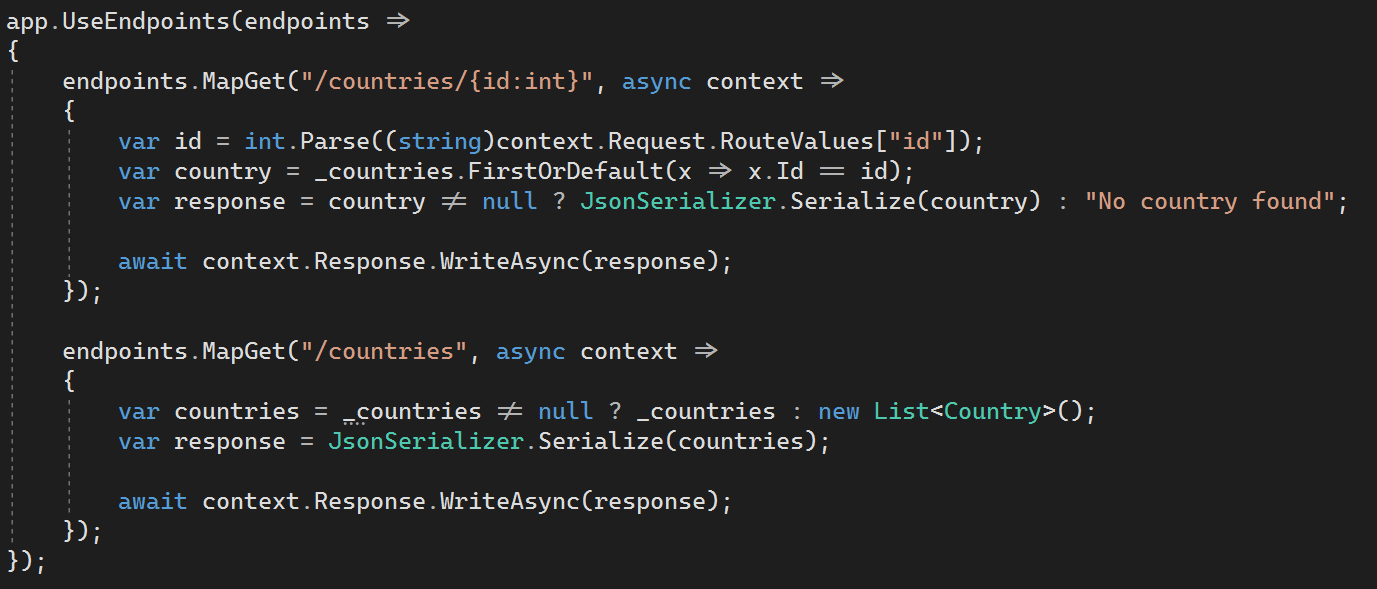 app.UseEndpoints(endpoints =>
{
    endpoints.MapGet("/countries/{id:int}", async context =>
    {
        var id = int.Parse((string)context.Request.RouteValues["id"]);
        var country = _countries.FirstOrDefault(x => x.Id == id);
        var response = country != null ? JsonSerializer.Serialize(country) : "No country found";

        await context.Response.WriteAsync(response);
    });

    endpoints.MapGet("/countries", async context =>
    {
        var countries = _countries != null ? _countries : new List<Country>();
        var response = JsonSerializer.Serialize(countries);

        await context.Response.WriteAsync(response);
    });
});